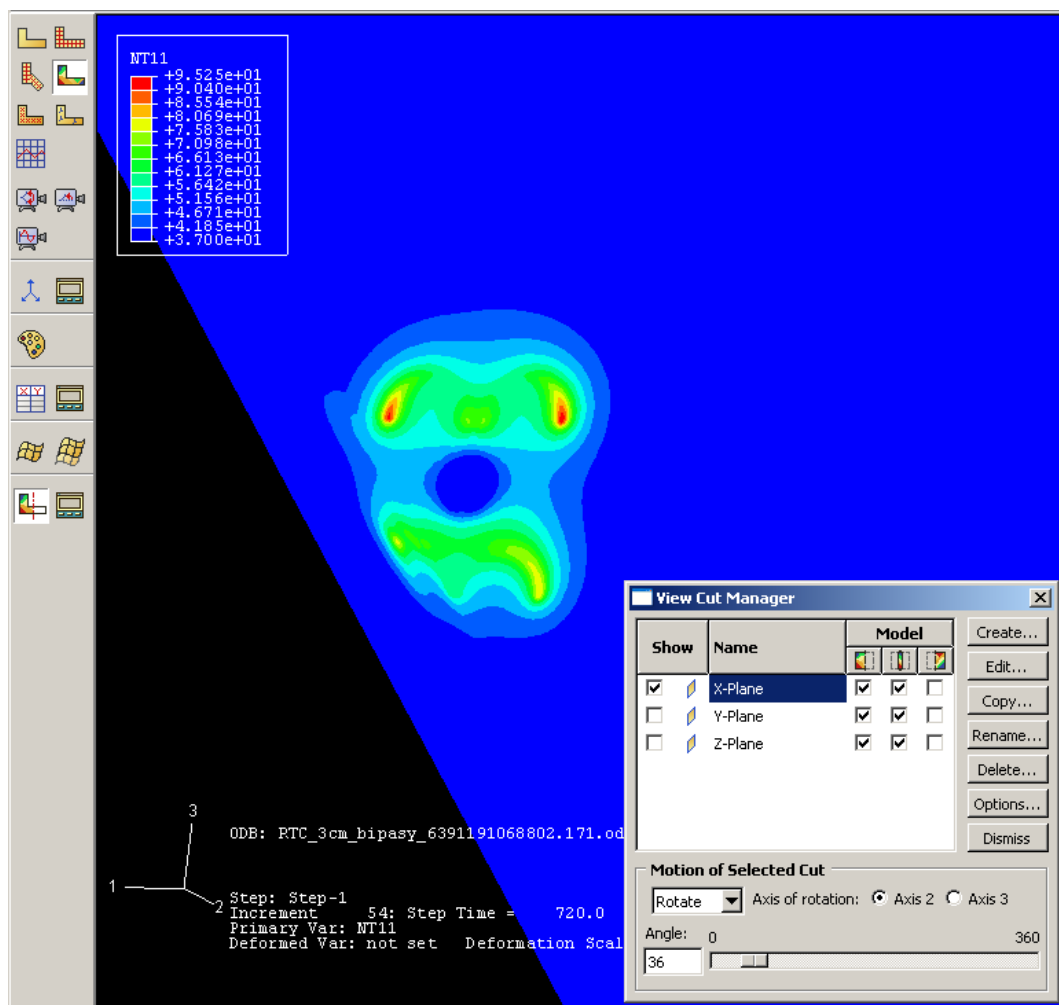 NT11
+9.525e+01
+9.040e+01
+8.554e+01
+8.069e+01
+7.583e+01
+7.098e+01
+6.613e+01
+6.127e+01
+5.642e+01
+5.156e+01
+4.671e+01
+4.185e+01
+3.700e+01
X Y
3
1
2
ODB: RTC_3cm_bipasy_6391191068802.171.od
Step: Step-1
Increment 54: Step Time = 720.0
Primary Var: NT11
Deformed Var: not set Deformation Scal
View Cut Manager
Show Name Model
X-Plane
Y-Plane
Z-Plane
Create...
Edit...
Copy...
Rename...
Delete...
Options...
Dismiss
Motion of Selected Cut
Rotate Axis of rotation: Axis 2 Axis 3
Angle: 0 360
36